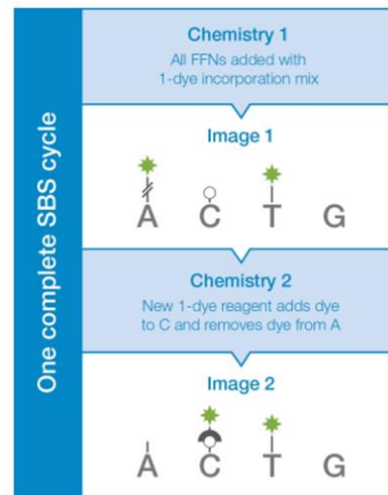 One complete SBS cycle
Chemistry 1
All FFNs added with
1-dye incorporation mix
Image 1
A C T G
Chemistry 2
New 1-dye reagent adds dye
to C and removes dye from A
Image 2
A C T G